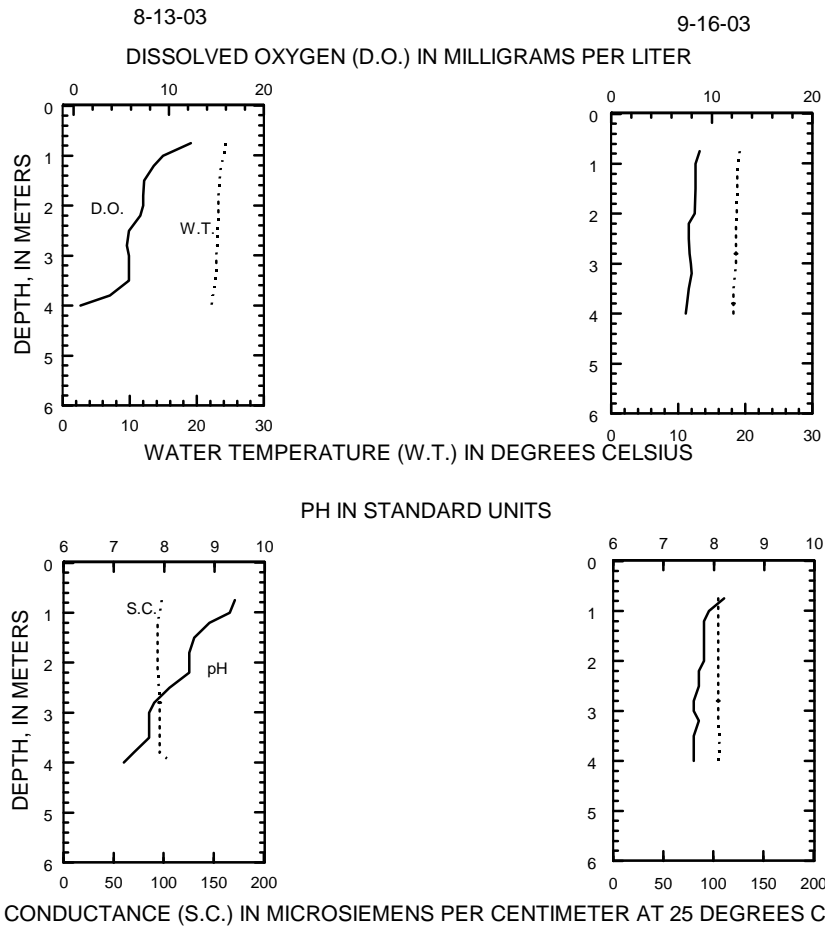 8-13-03 9-16-03
DISSOLVED OXYGEN (D.O.) IN MILLIGRAMS PER LITER
0 10 20 0 10 20
0
1
2
3
4
5
6
DEPTH, IN METERS
D.O.
W.T.
0
1
2
3
4
5
6
0 10 20 30 0 10 20 30
WATER TEMPERATURE (W.T.) IN DEGREES CELSIUS
PH IN STANDARD UNITS
6 7 8 9 10 6 7 8 9 10
0
1
2
3
4
5
6
DEPTH, IN METERS
S.C.
pH
0
1
2
3
4
5
6
0 50 100 150 200 0 50 100 150 200
CONDUCTANCE (S.C.) IN MICROSIEMENS PER CENTIMETER AT 25 DEGREES C